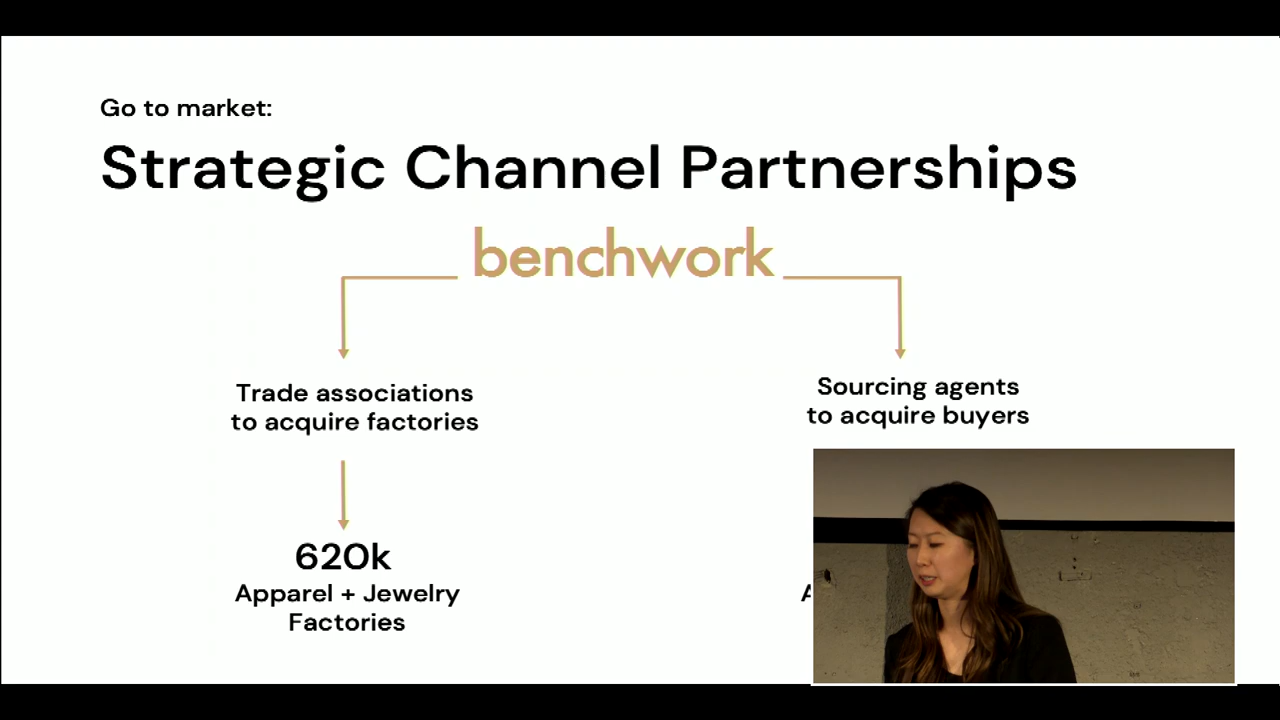 Go to market:
Strategic Channel Partnerships
benchwork
Trade associations
to acquire factories
620k
Apparel + Jewelry
Factories
Sourcing agents
to acquire buyers